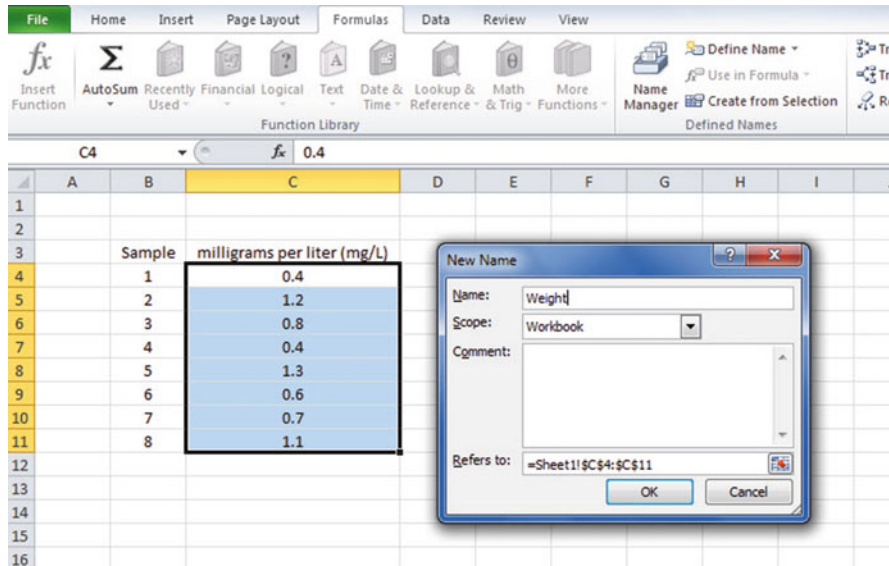 File Home Insert Page Layout Formulas Data Review View
fx Σ ? A θ Define Name
Insert Function AutoSum Recently Used Financial Logical Text Date & Time Lookup & Reference Math & Trig More Functions Name Manager Use in Formula
Create from Selection
Function Library Defined Names
C4 fx 0.4
A B C D E F G H I
1
2
3 Sample milligrams per liter (mg/L)
4 1 0.4
5 2 1.2
6 3 0.8
7 4 0.4
8 5 1.3
9 6 0.6
10 7 0.7
11 8 1.1
12
13
14
15
16
New Name
Name: Weight
Scope: Workbook
Comment:
Refers to: =Sheet1!$C$4:$C$11
OK Cancel